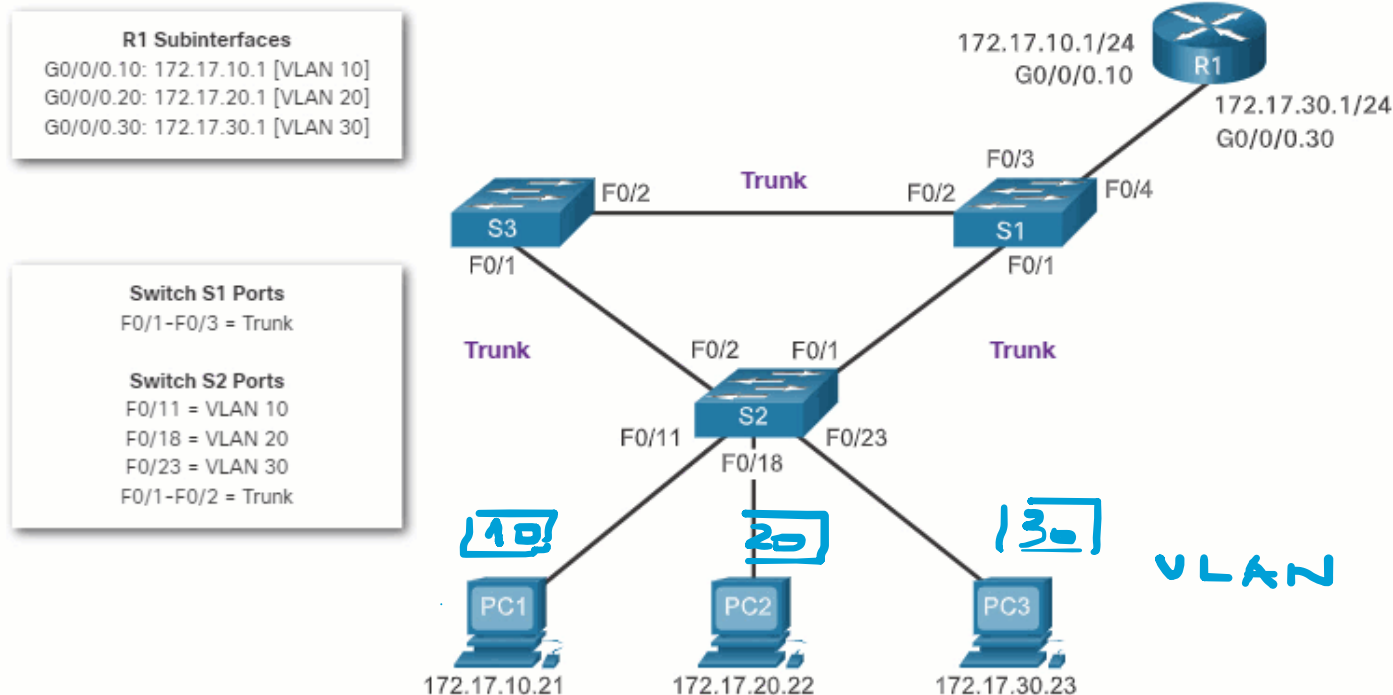 R1 Subinterfaces
G0/0/0.10: 172.17.10.1 [VLAN 10]
G0/0/0.20: 172.17.20.1 [VLAN 20]
G0/0/0.30: 172.17.30.1 [VLAN 30]
172.17.10.1/24
G0/0/0.10
R1
172.17.30.1/24
G0/0/0.30
F0/3
Trunk
F0/2
F0/2
F0/4
S3
S1
F0/1
F0/1
Switch S1 Ports
F0/1-F0/3 = Trunk
Switch S2 Ports
F0/11 = VLAN 10
F0/18 = VLAN 20
F0/23 = VLAN 30
F0/1-F0/2 = Trunk
Trunk
F0/2
F0/1
Trunk
S2
F0/11
F0/18
F0/23
10
20
30
VLAN
PC1
PC2
PC3
172.17.10.21
172.17.20.22
172.17.30.23